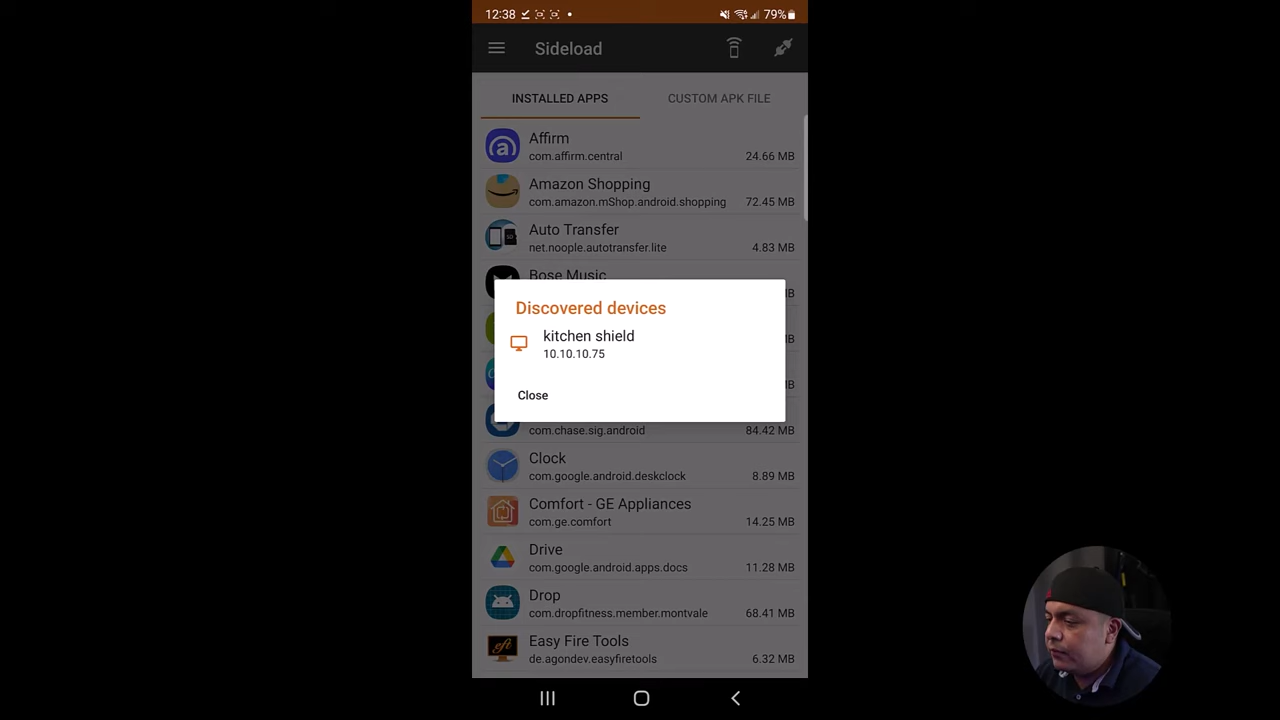 12:38
79%
Sideload
INSTALLED APPS
CUSTOM APK FILE
Affirm
com.affirm.central
24.66 MB
Amazon Shopping
com.amazon.mShop.android.shopping
72.45 MB
Auto Transfer
net.noople.autotransfer.lite
4.83 MB
Bose Music
Discovered devices
kitchen shield
10.10.10.75
Close
com.chase.sig.android
84.42 MB
Clock
com.google.android.deskclock
8.89 MB
Comfort - GE Appliances
com.ge.comfort
14.25 MB
Drive
com.google.android.apps.docs
11.28 MB
Drop
com.dropfitness.member.montvale
68.41 MB
Easy Fire Tools
de.agondev.easyfiretools
6.32 MB